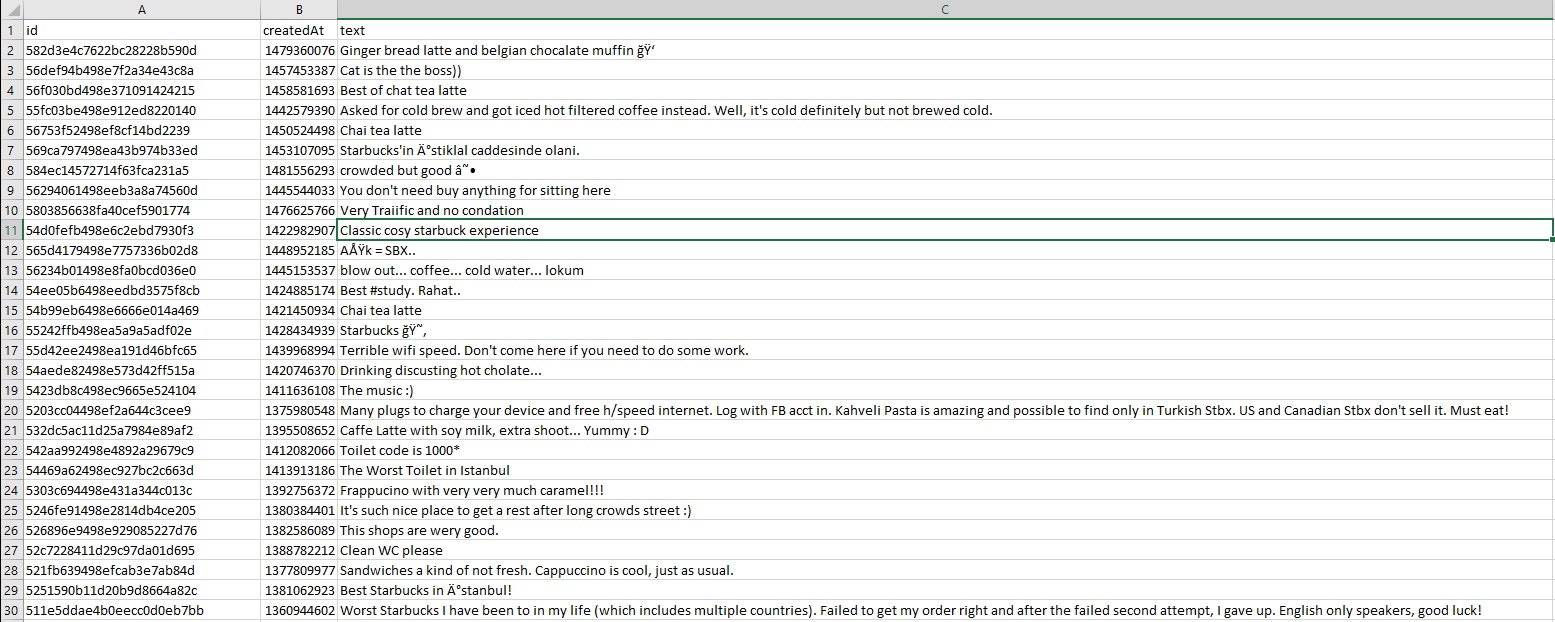 A B C
1 id createdAt text
2 582d3e4c7622bc28228b590d 1479360076 Ginger bread latte and belgian chocalate muffin ğŸ‘
3 56def94b498e7f2a34e43c8a 1457453387 Cat is the the boss))
4 56f030bd498e371091424215 1458581693 Best of chat tea latte
5 55fc03be498e912ed8220140 1442579390 Asked for cold brew and got iced hot filtered coffee instead. Well, it's cold definitely but not brewed cold.
6 56753f52498ef8cf14bd2239 1450524498 Chai tea latte
7 569ca797498ea43b974b33ed 1453107095 Starbucks'in Ä°stiklal caddesinde olani.
8 584ec14572714f63fca231a5 1481556293 crowded but good â˜•
9 56294061498eeb3a8a74560d 1445544033 You don't need buy anything for sitting here
10 5803856638fa40cef5901774 1476625766 Very Traiific and no condation
11 54d0fefb498e6c2ebd7930f3 1422982907 Classic cosy starbuck experience
12 565d4179498e7757336b02d8 1448952185 AÅŸk = SBX..
13 56234b01498e8fa0bcd036e0 1445153537 blow out... coffee... cold water... lokum
14 54ee05b6498eedbd3575f8cb 1424885174 Best #study. Rahat..
15 54b99eb6498e6666e014a469 1421450934 Chai tea latte
16 55242ffb498ea5a9a5adf02e 1428434939 Starbucks ğŸ˜‚
17 55d42ee2498ea191d46bfc65 1439968994 Terrible wifi speed. Don't come here if you need to do some work.
18 54aede82498e573d42ff515a 1420746370 Drinking discusting hot cholate...
19 5423db8c498ec9665e524104 1411636108 The music :)
20 5203cc04498ef2a644c3cee9 1375980548 Many plugs to charge your device and free h/speed internet. Log with FB acct in. Kahveli Pasta is amazing and possible to find only in Turkish Stbx. US and Canadian Stbx don't sell it. Must eat!
21 532dc5ac11d25a7984e89af2 1395508652 Caffe Latte with soy milk, extra shoot... Yummy : D
22 542aa992498e4892a29679c9 1412082066 Toilet code is 1000*
23 54469a62498ec927bc2c663d 1413913186 The Worst Toilet in Istanbul
24 5303c694498e431a344c013c 1392756372 Frappucino with very very much caramel!!!
25 5246fe91498e2814db4ce205 1380384401 It's such nice place to get a rest after long crowds street :)
26 526896e9498e929085227d76 1382586089 This shops are wery good.
27 52c7228411d29c97da01d695 1388782212 Clean WC please
28 521fb639498efcab3e7ab84d 1377809977 Sandwiches a kind of not fresh. Cappuccino is cool, just as usual.
29 5251590b11d20b9d8664a82c 1381062923 Best Starbucks in Ä°stanbul!
30 511e5ddae4b0eecc0d0eb7bb 1360944602 Worst Starbucks I have been to in my life (which includes multiple countries). Failed to get my order right and after the failed second attempt, I gave up. English only speakers, good luck!